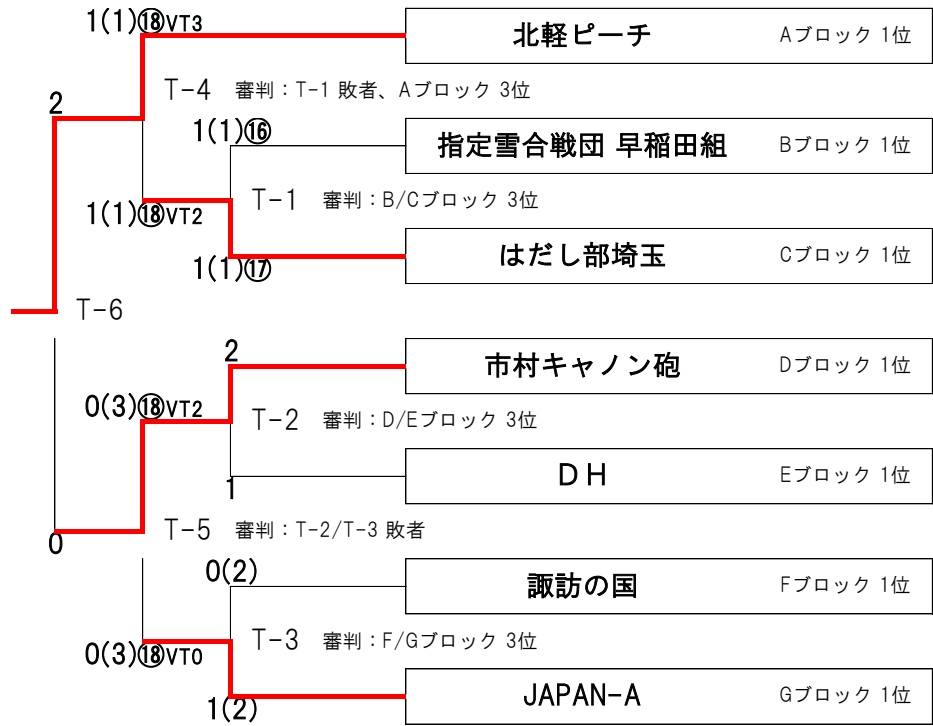 1(1)⑱VT3
北軽ピーチ Aブロック 1位
T-4 審判：T-1 敗者、Aブロック 3位
2
1(1)⑯
指定雪合戦団 早稲田組 Bブロック 1位
T-1 審判：B/Cブロック 3位
1(1)⑱VT2
はだし部埼玉 Cブロック 1位
1(1)⑰
T-6
2
市村キャノン砲 Dブロック 1位
0(3)⑱VT2
T-2 審判：D/Eブロック 3位
DH Eブロック 1位
1
T-5 審判：T-2/T-3 敗者
0
0(2)
諏訪の国 Fブロック 1位
T-3 審判：F/Gブロック 3位
0(3)⑱VT0
JAPAN-A Gブロック 1位
1(2)